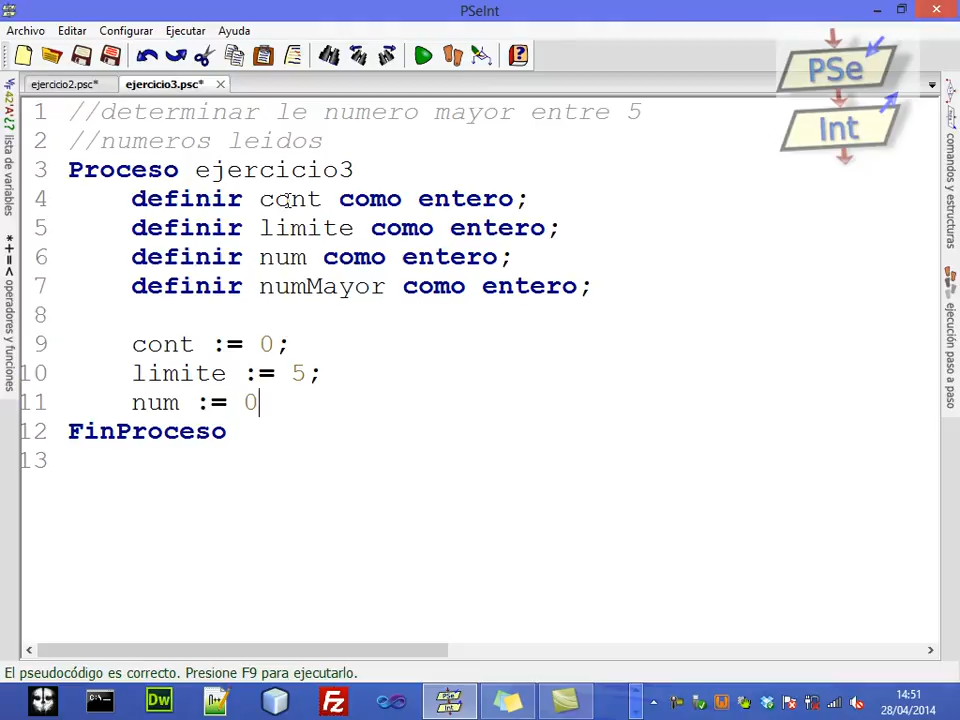 PSeInt
Archivo Editar Configurar Ejecutar Ayuda
PSe
Int
ejercicio2.psc* ejercicio3.psc*
1 //determinar le numero mayor entre 5
2 //numeros leidos
3 Proceso ejercicio3
4 definir cont como entero;
5 definir limite como entero;
6 definir num como entero;
7 definir numMayor como entero;
8
9 cont := 0;
10 limite := 5;
11 num := 0
12 FinProceso
13
lista de variables
*+=< operadores y funciones
comandos y estructuras
ejecución paso a paso
El pseudocódigo es correcto. Presione F9 para ejecutarlo.
Dw
Fz
PSe
Int
14:51
28/04/2014